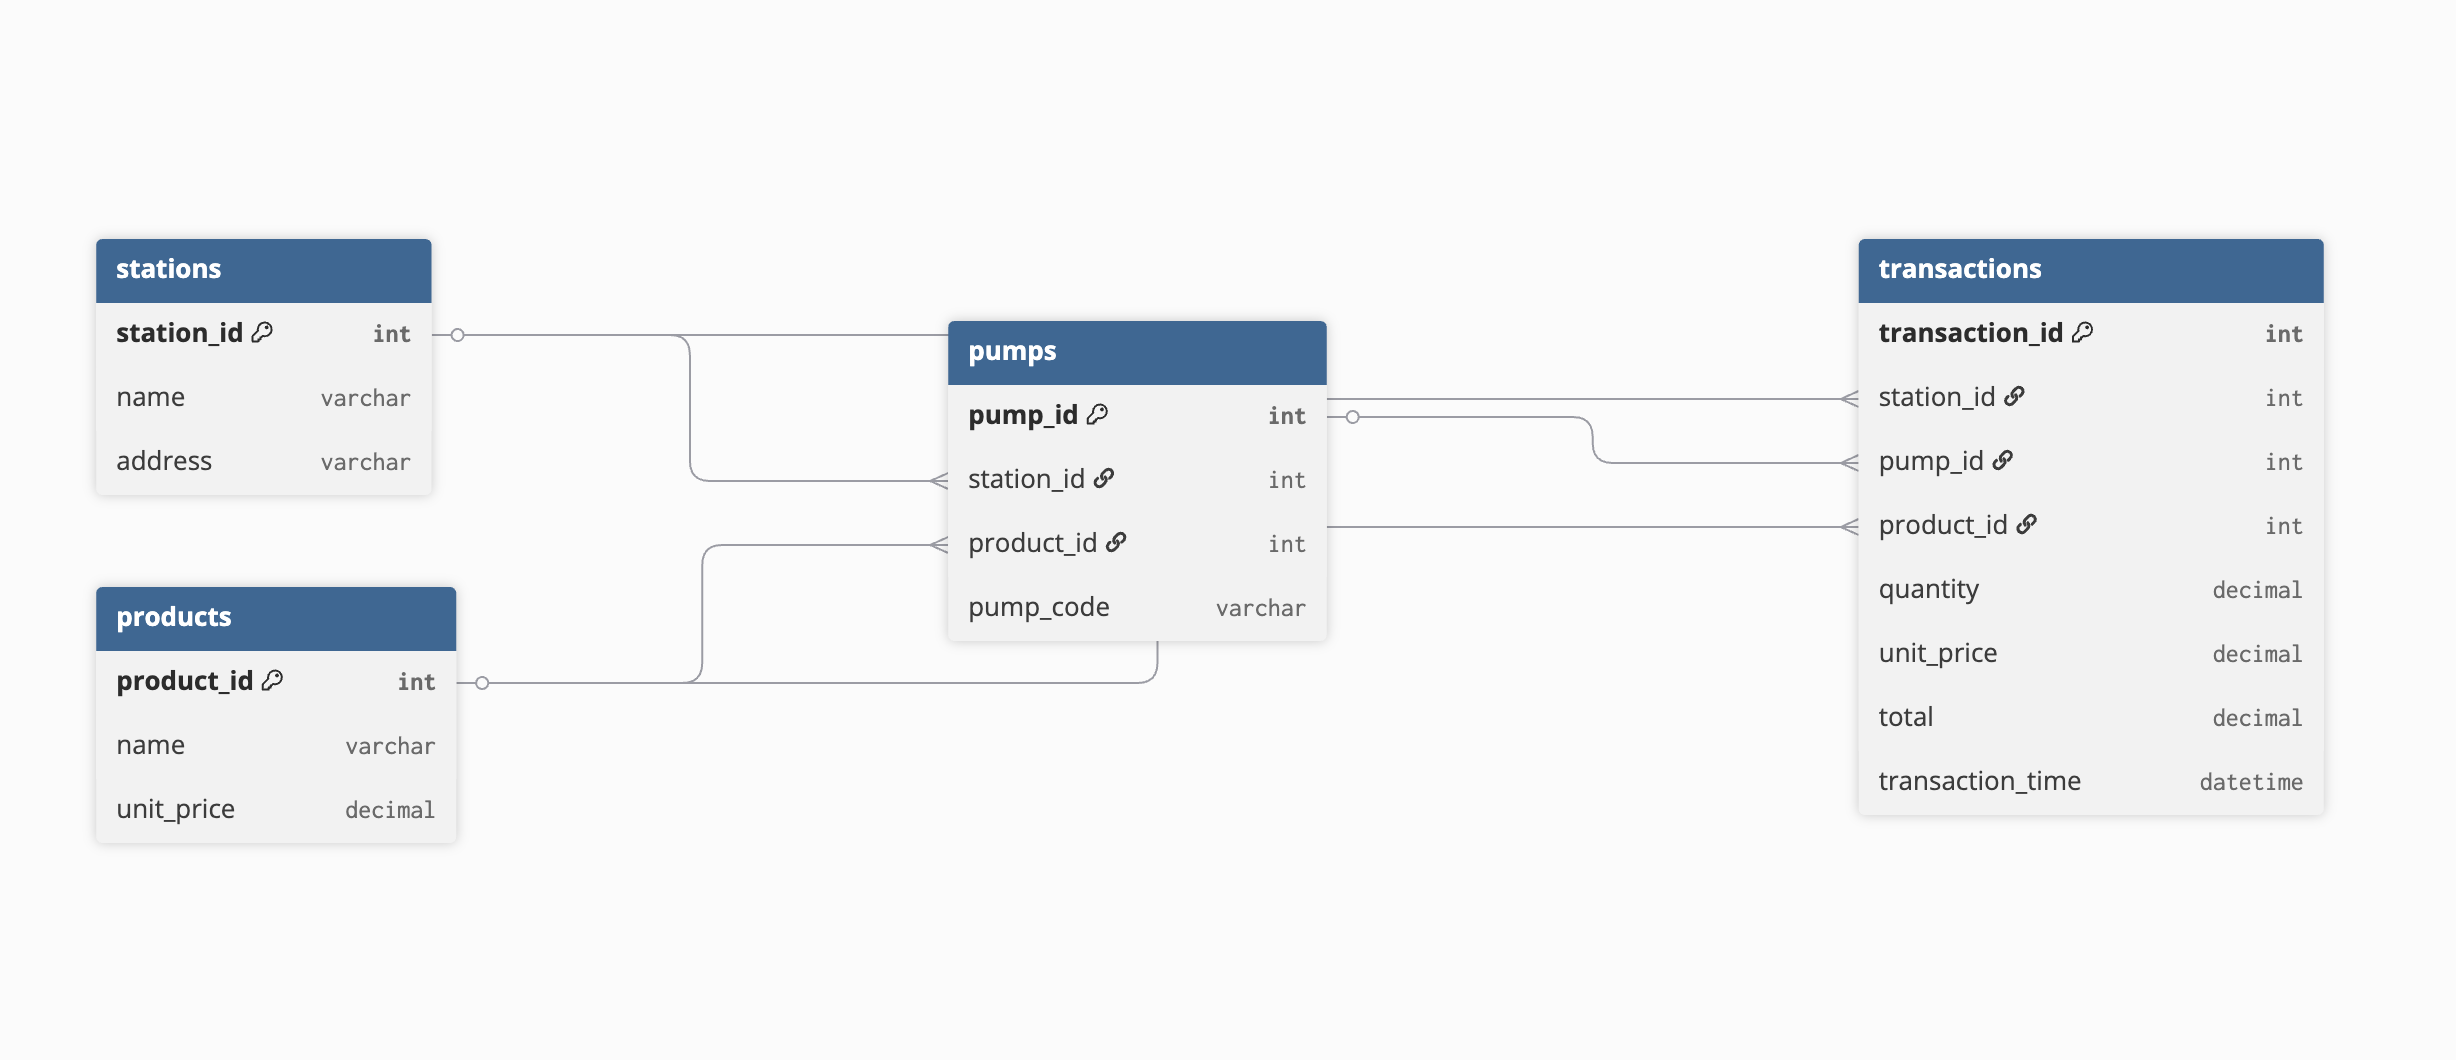 stations
station_id int
name varchar
address varchar
products
product_id int
name varchar
unit_price decimal
pumps
pump_id int
station_id int
product_id int
pump_code varchar
transactions
transaction_id int
station_id int
pump_id int
product_id int
quantity decimal
unit_price decimal
total decimal
transaction_time datetime